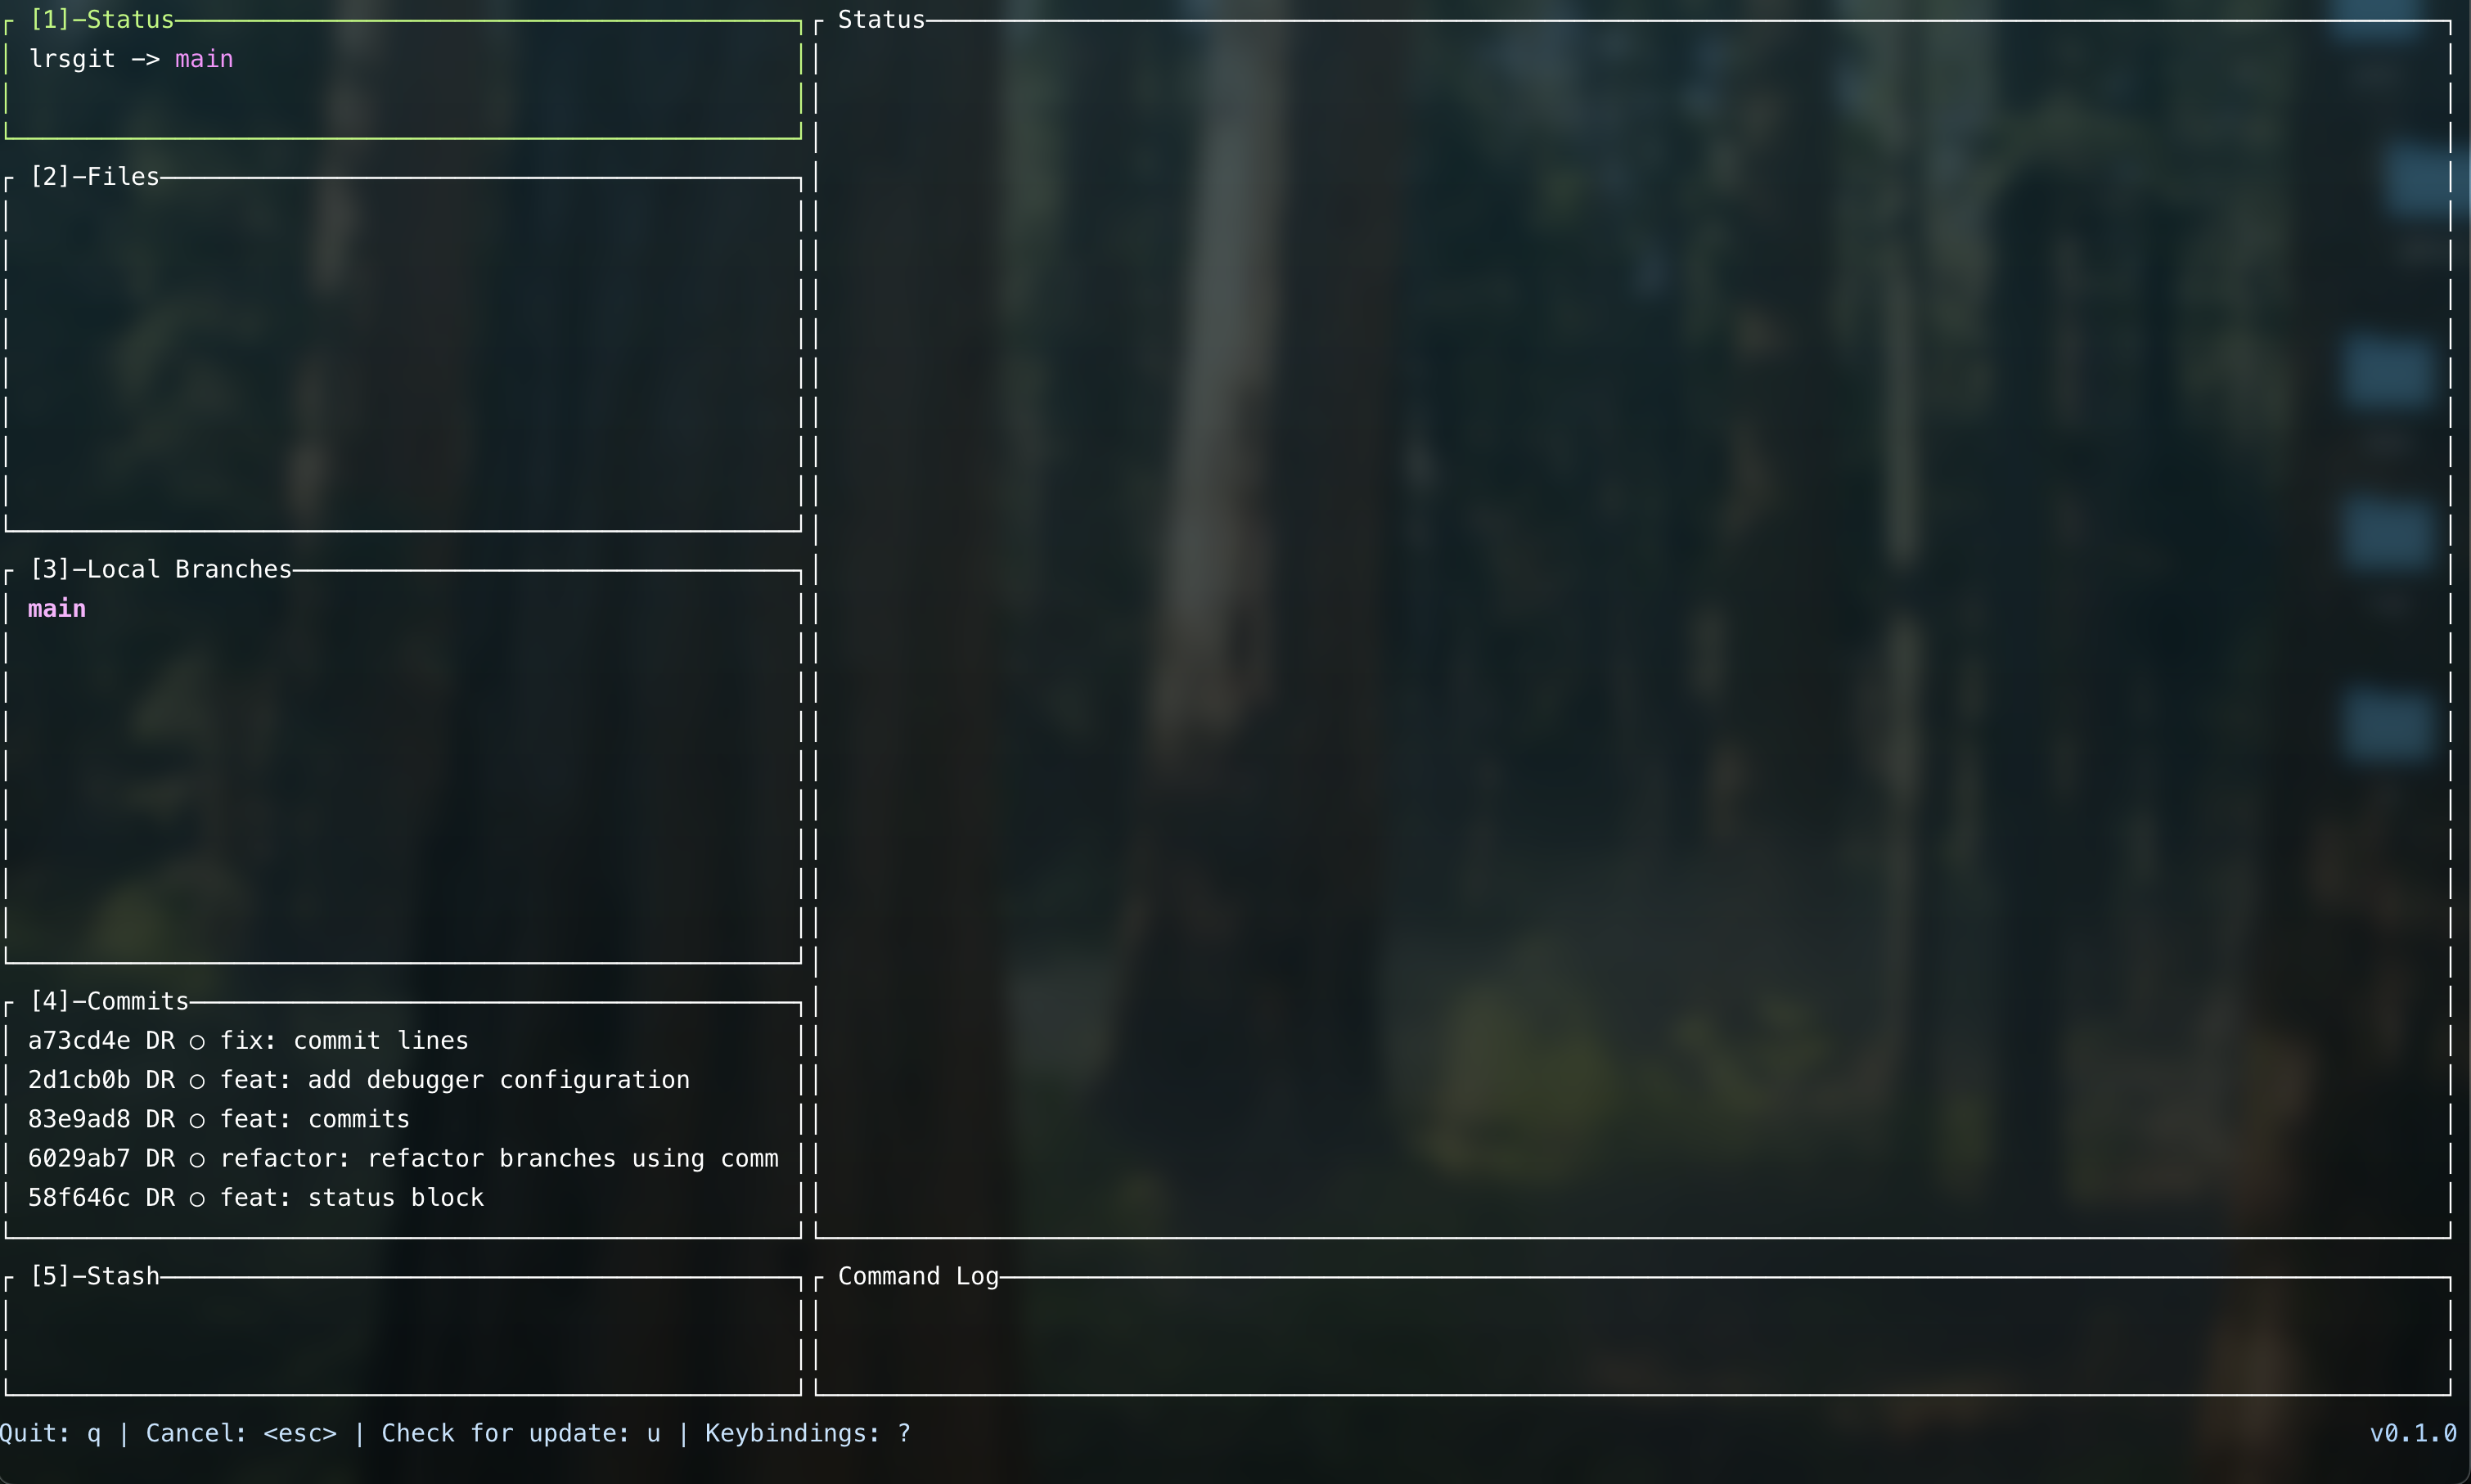 [1]-Status
lrsgit -> main
[2]-Files
[3]-Local Branches
main
[4]-Commits
a73cd4e DR ○ fix: commit lines
2d1cb0b DR ○ feat: add debugger configuration
83e9ad8 DR ○ feat: commits
6029ab7 DR ○ refactor: refactor branches using comm
58f646c DR ○ feat: status block
[5]-Stash
Status
Command Log
Quit: q | Cancel: <esc> | Check for update: u | Keybindings: ?
v0.1.0